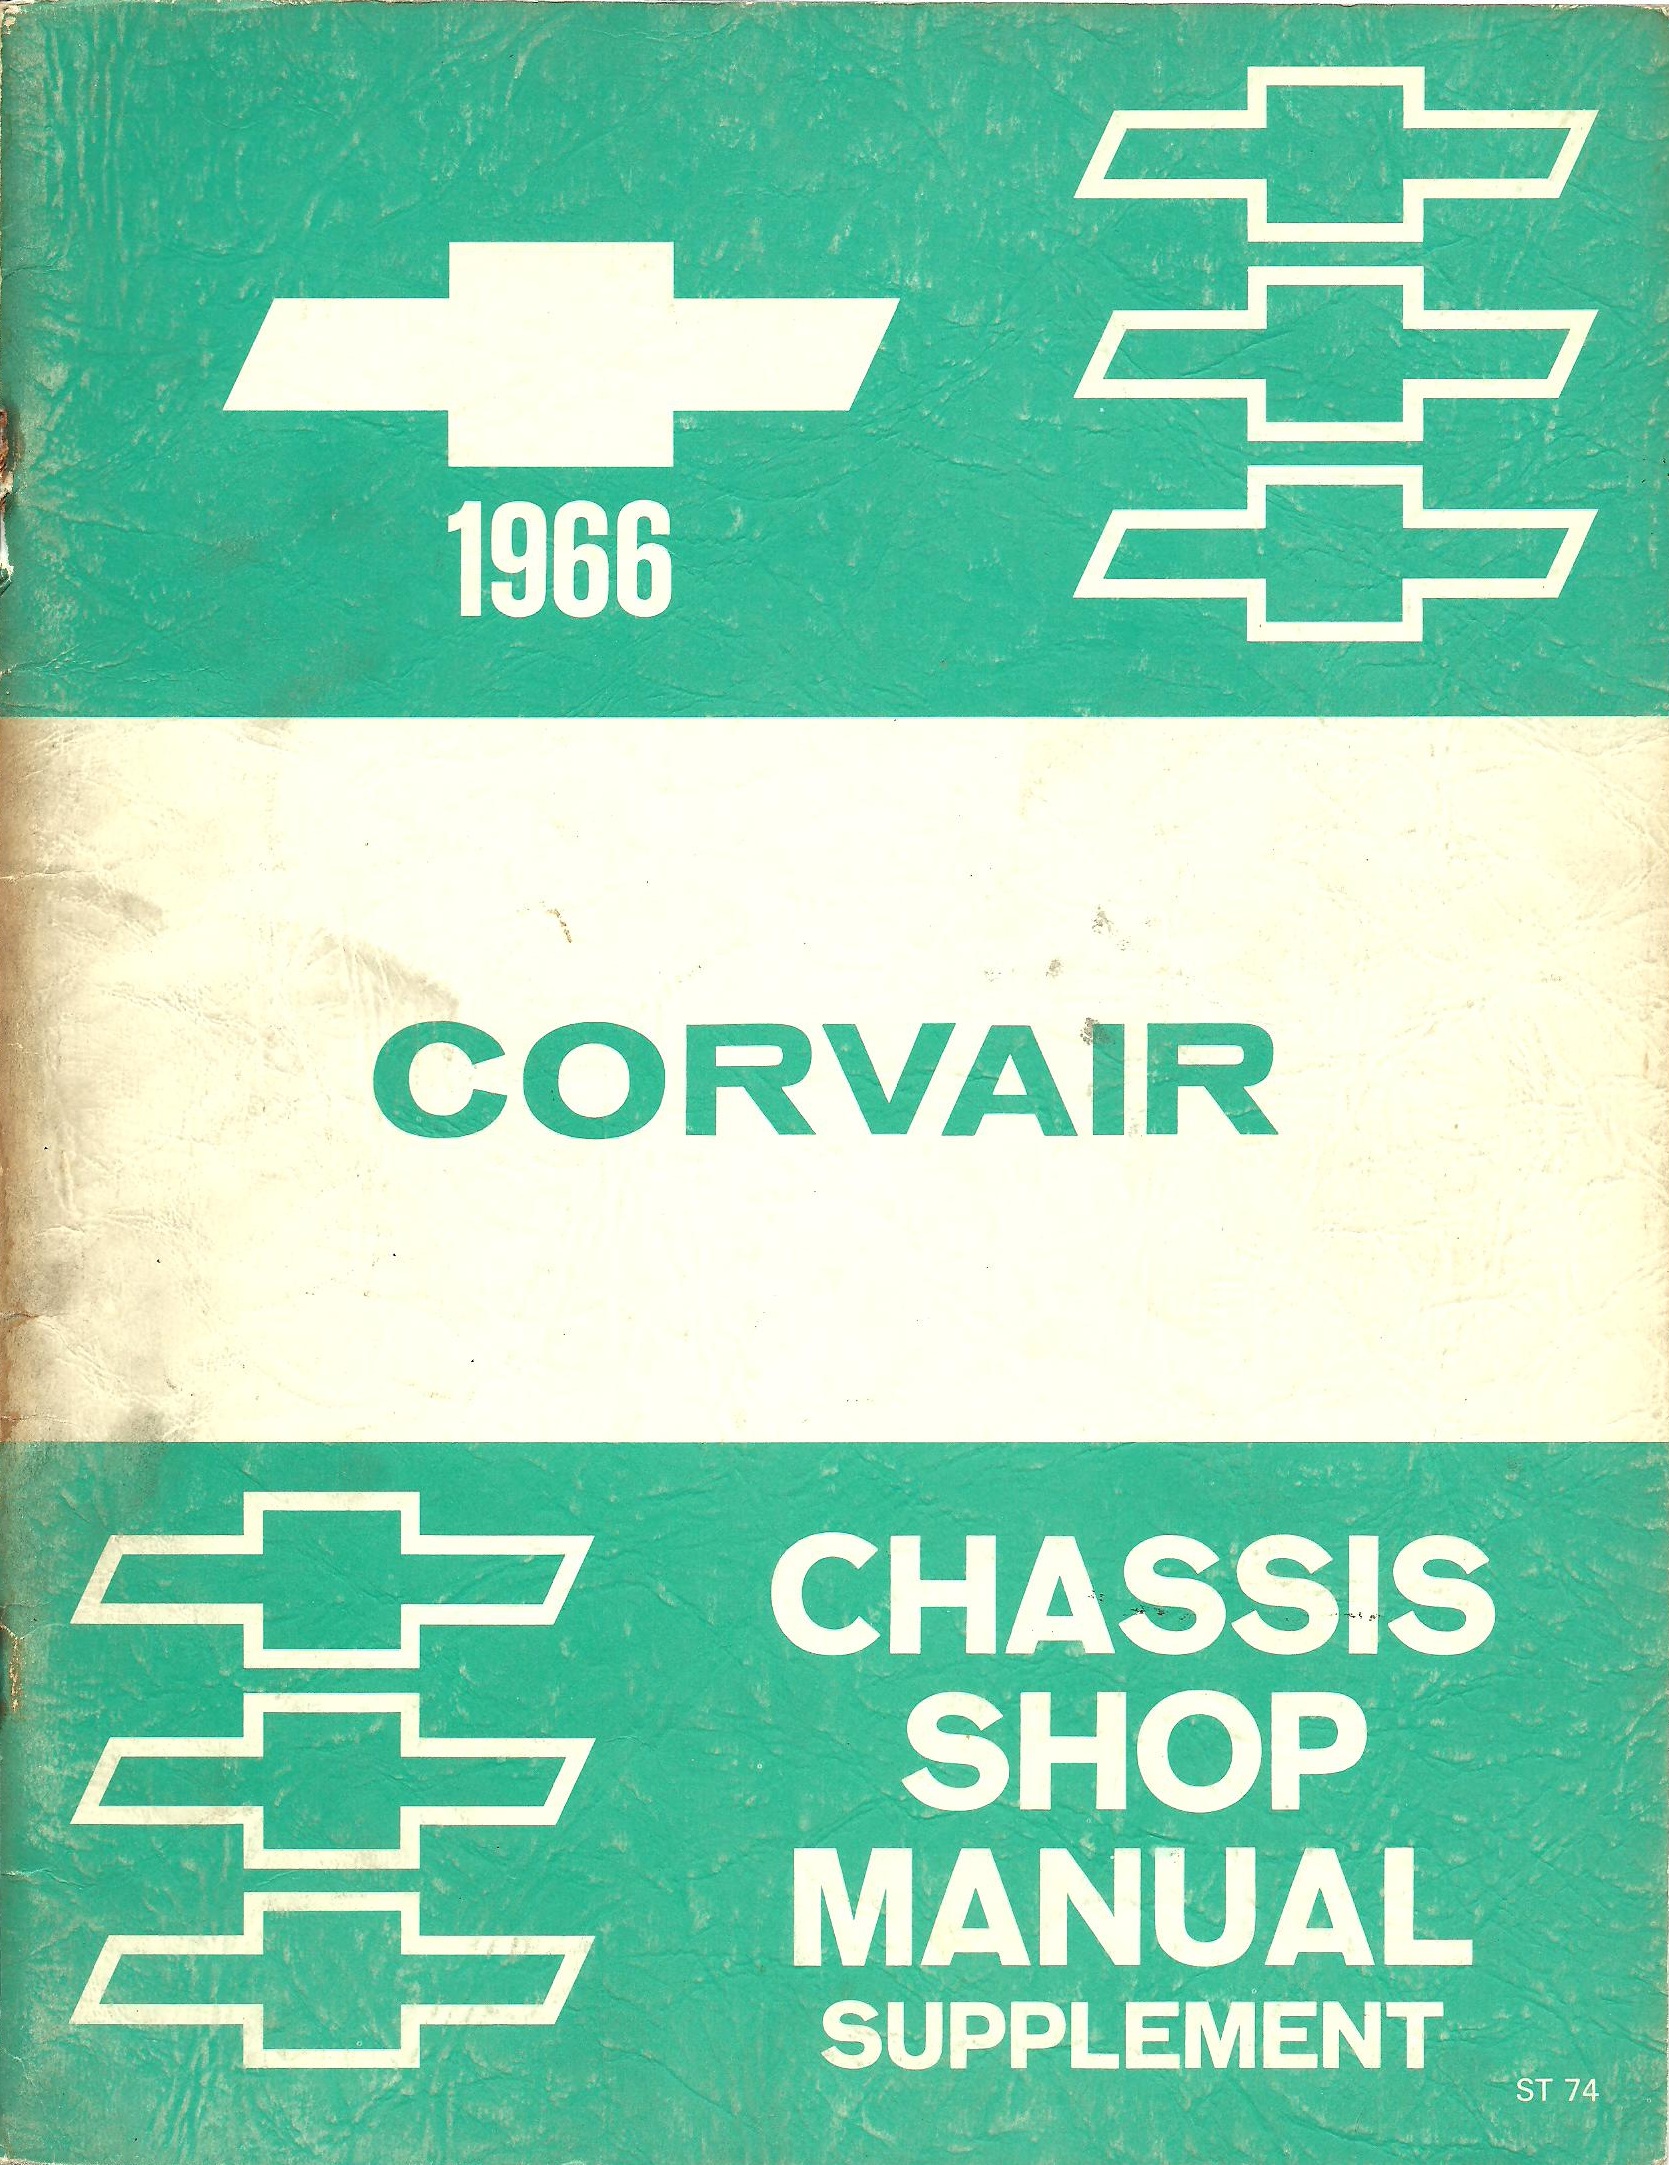 1966
CORVAIR
CHASSIS
SHOP
MANUAL
SUPPLEMENT
ST 74